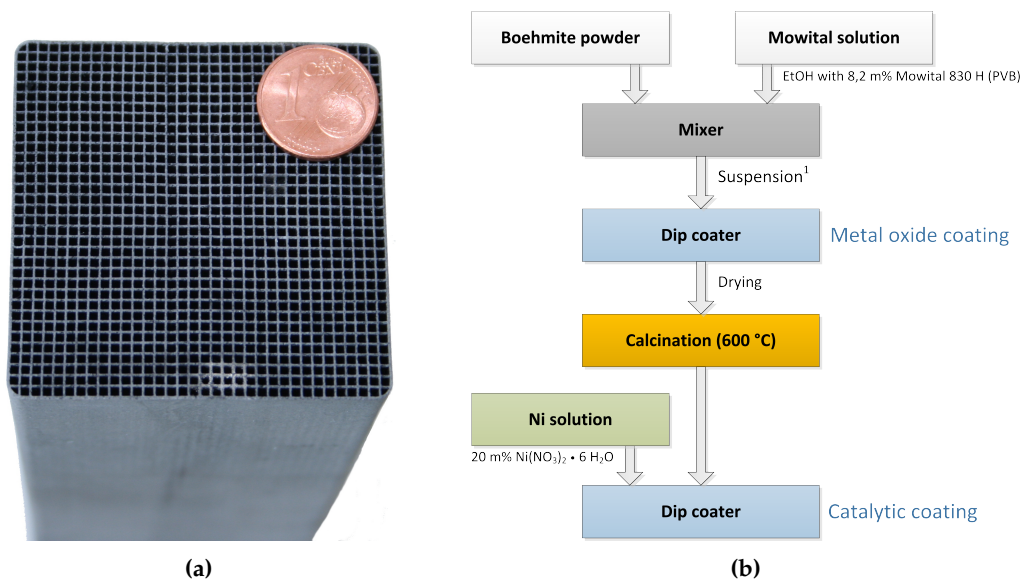 1
Boehmite powder
Mowital solution
EtOH with 8,2 m% Mowital 830 H (PVB)
Mixer
Suspension¹
Dip coater
Metal oxide coating
Drying
Calcination (600 °C)
Ni solution
20 m% Ni(NO₃)₂ • 6 H₂O
Dip coater
Catalytic coating
(a)
(b)